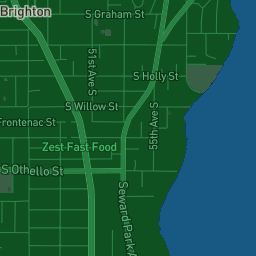 Brighton
S Graham St
51st Ave S
S Holly St
S Willow St
55th Ave S
Frontenac St
Zest Fast Food
S Othello St
Seward Park A